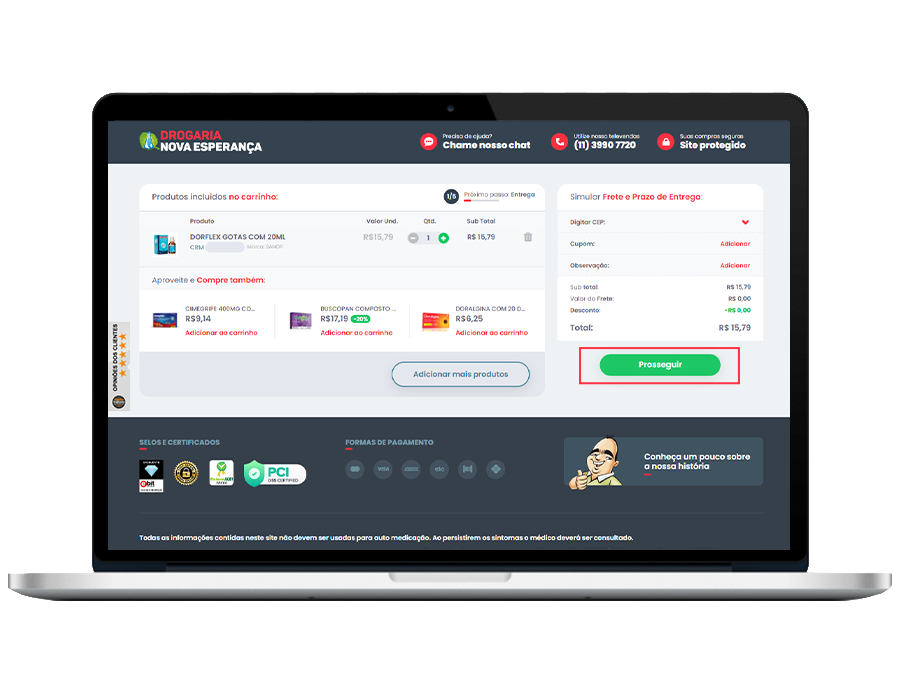 DROGARIA
NOVA ESPERANÇA
Precisa de ajuda?
Chame nosso chat
Utilize nosso televendas
(11) 3990 7720
Suas compras seguras
Site protegido
Produtos incluídos no carrinho:
1/5
Próximo passo: Entrega
Produto
Valor Und.
Qtd.
Sub Total
DORFLEX GOTAS COM 20ML
CRM
R$15,79
1
R$ 15,79
Aproveite e Compre também:
CIMEGRIPE 400MG CO...
R$9,14
Adicionar ao carrinho
BUSCOPAN COMPOSTO ...
R$17,19 -20%
Adicionar ao carrinho
DORALGINA COM 20 D...
R$6,25
Adicionar ao carrinho
Adicionar mais produtos
Simular Frete e Prazo de Entrega:
Digitar CEP:
Cupom:
Adicionar
Observação:
Adicionar
Sub total:
R$ 15,79
Valor do Frete:
R$ 0,00
Desconto:
-R$ 0,00
Total:
R$ 15,79
Prosseguir
OPINIÕES DOS CLIENTES
SELOS E CERTIFICADOS
PCI
DSS CERTIFIED
FORMAS DE PAGAMENTO
VISA
elo
Conheça um pouco sobre
a nossa história
Todas as informações contidas neste site não devem ser usadas para auto medicação. Ao persistirem os sintomas o médico deverá ser consultado.